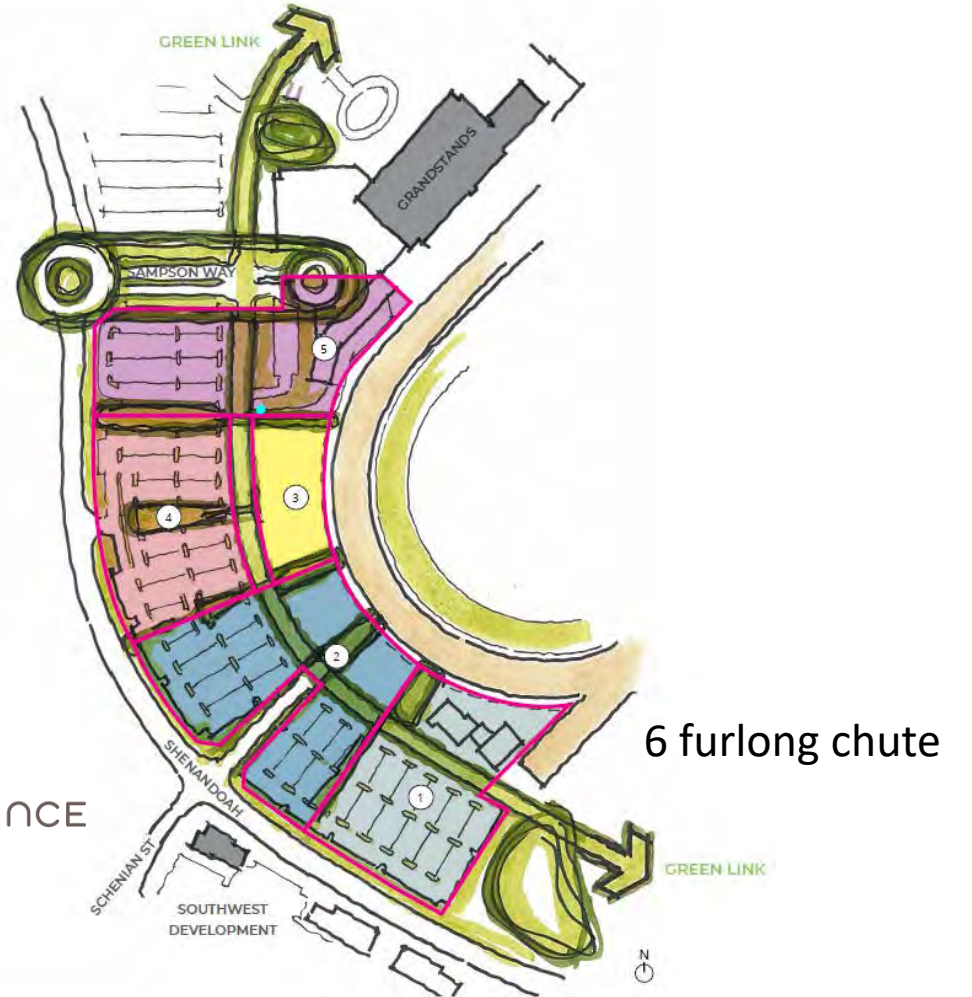 GREEN LINK
GRANDSTANDS
SAMPSON WAY
5
3
4
2
6 furlong chute
SHENANDOAH
1
NCE
SCHENIAN ST
GREEN LINK
SOUTHWEST
DEVELOPMENT
N